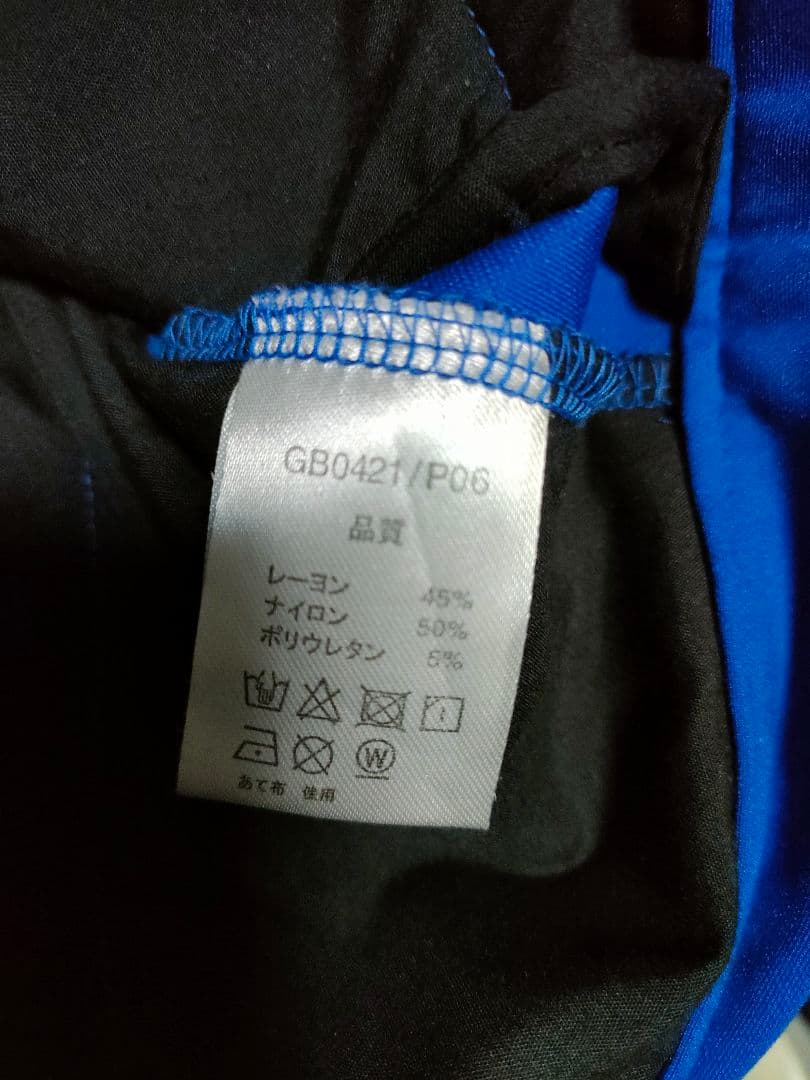 GB0421/P06
品質
レーヨン 45%
ナイロン 50%
ポリウレタン 5%
W
あて布 使用